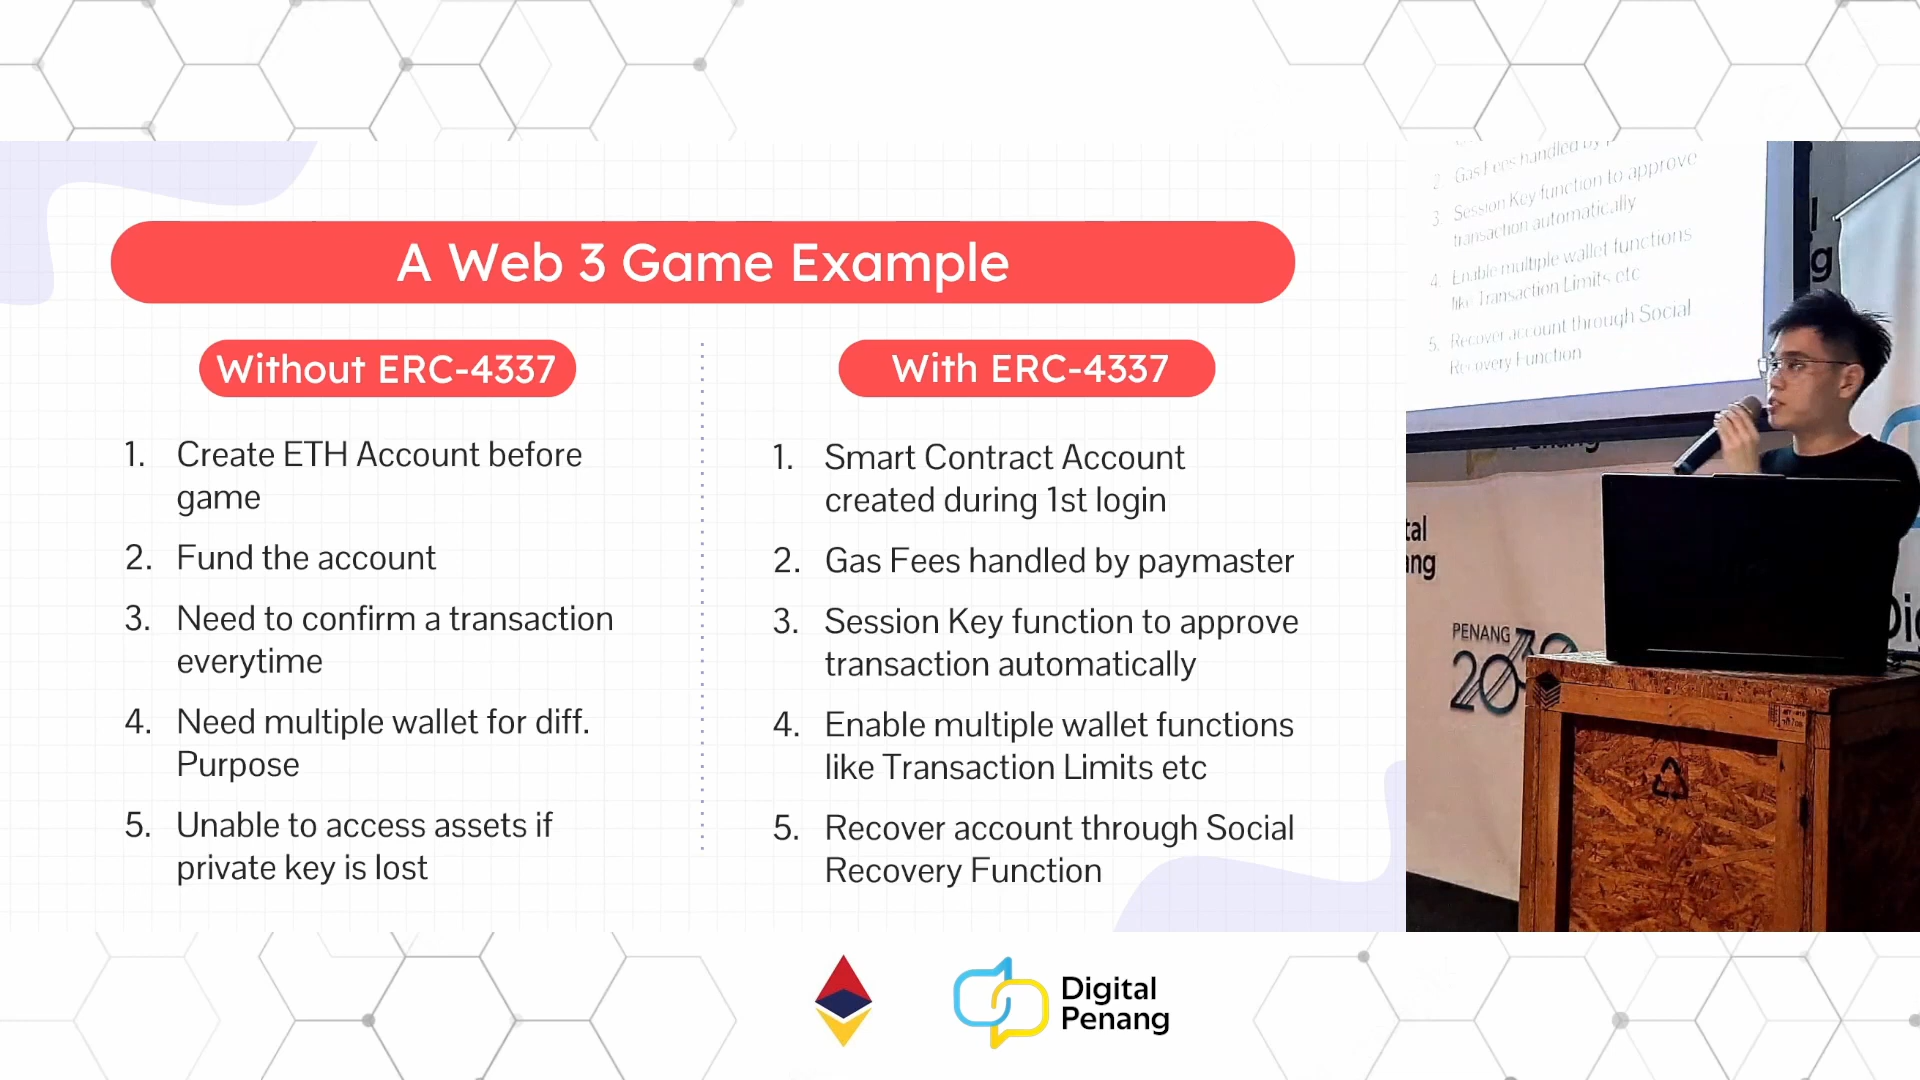 A Web 3 Game Example
Without ERC-4337
1. Create ETH Account before
game
2. Fund the account
3. Need to confirm a transaction
everytime
4. Need multiple wallet for diff.
Purpose
5. Unable to access assets if
private key is lost
With ERC-4337
1. Smart Contract Account
created during 1st login
2. Gas Fees handled by paymaster
3. Session Key function to approve
transaction automatically
4. Enable multiple wallet functions
like Transaction Limits etc
5. Recover account through Social
Recovery Function
2. Gas Fees handled by
3. Session Key function to approve
transaction automatically
4. Enable multiple wallet functions
like Transaction Limits etc
5. Recover account through Social
Recovery Function
PENANG
2030
Digital
Penang